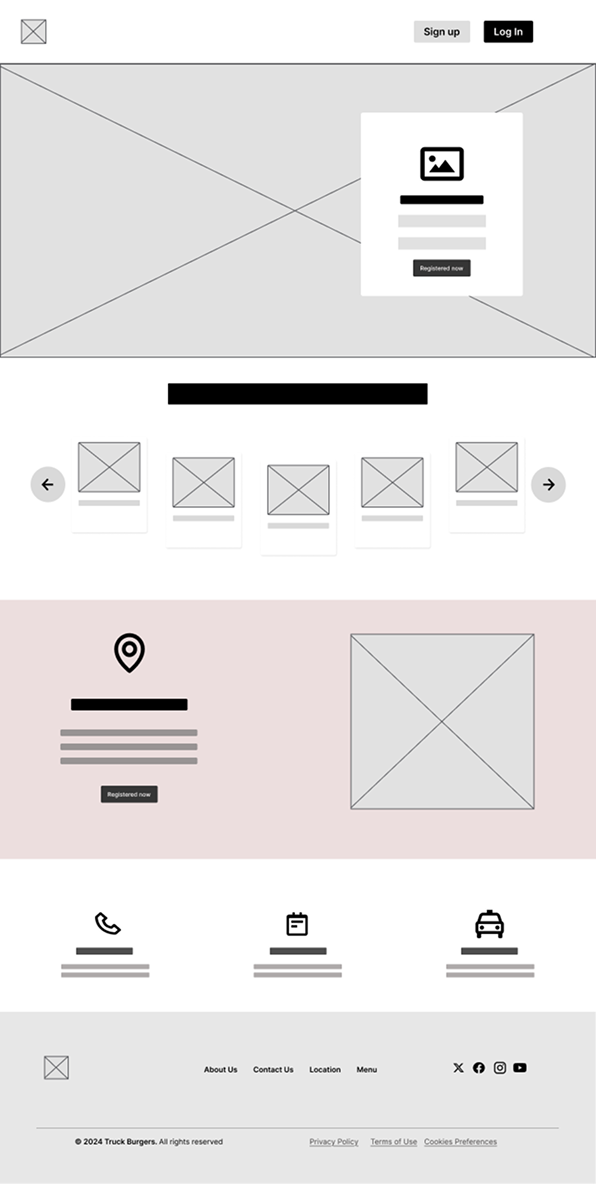 Sign up
Log In
Registered now
Registered now
About Us
Contact Us
Location
Menu
© 2024 Truck Burgers. All rights reserved
Privacy Policy
Terms of Use
Cookies Preferences